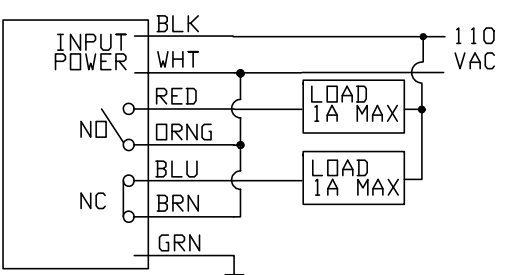 BLK
INPUT
POWER
110
VAC
WHT
RED
LOAD
1A MAX
NO
ORNG
BLU
LOAD
1A MAX
NC
BRN
GRN